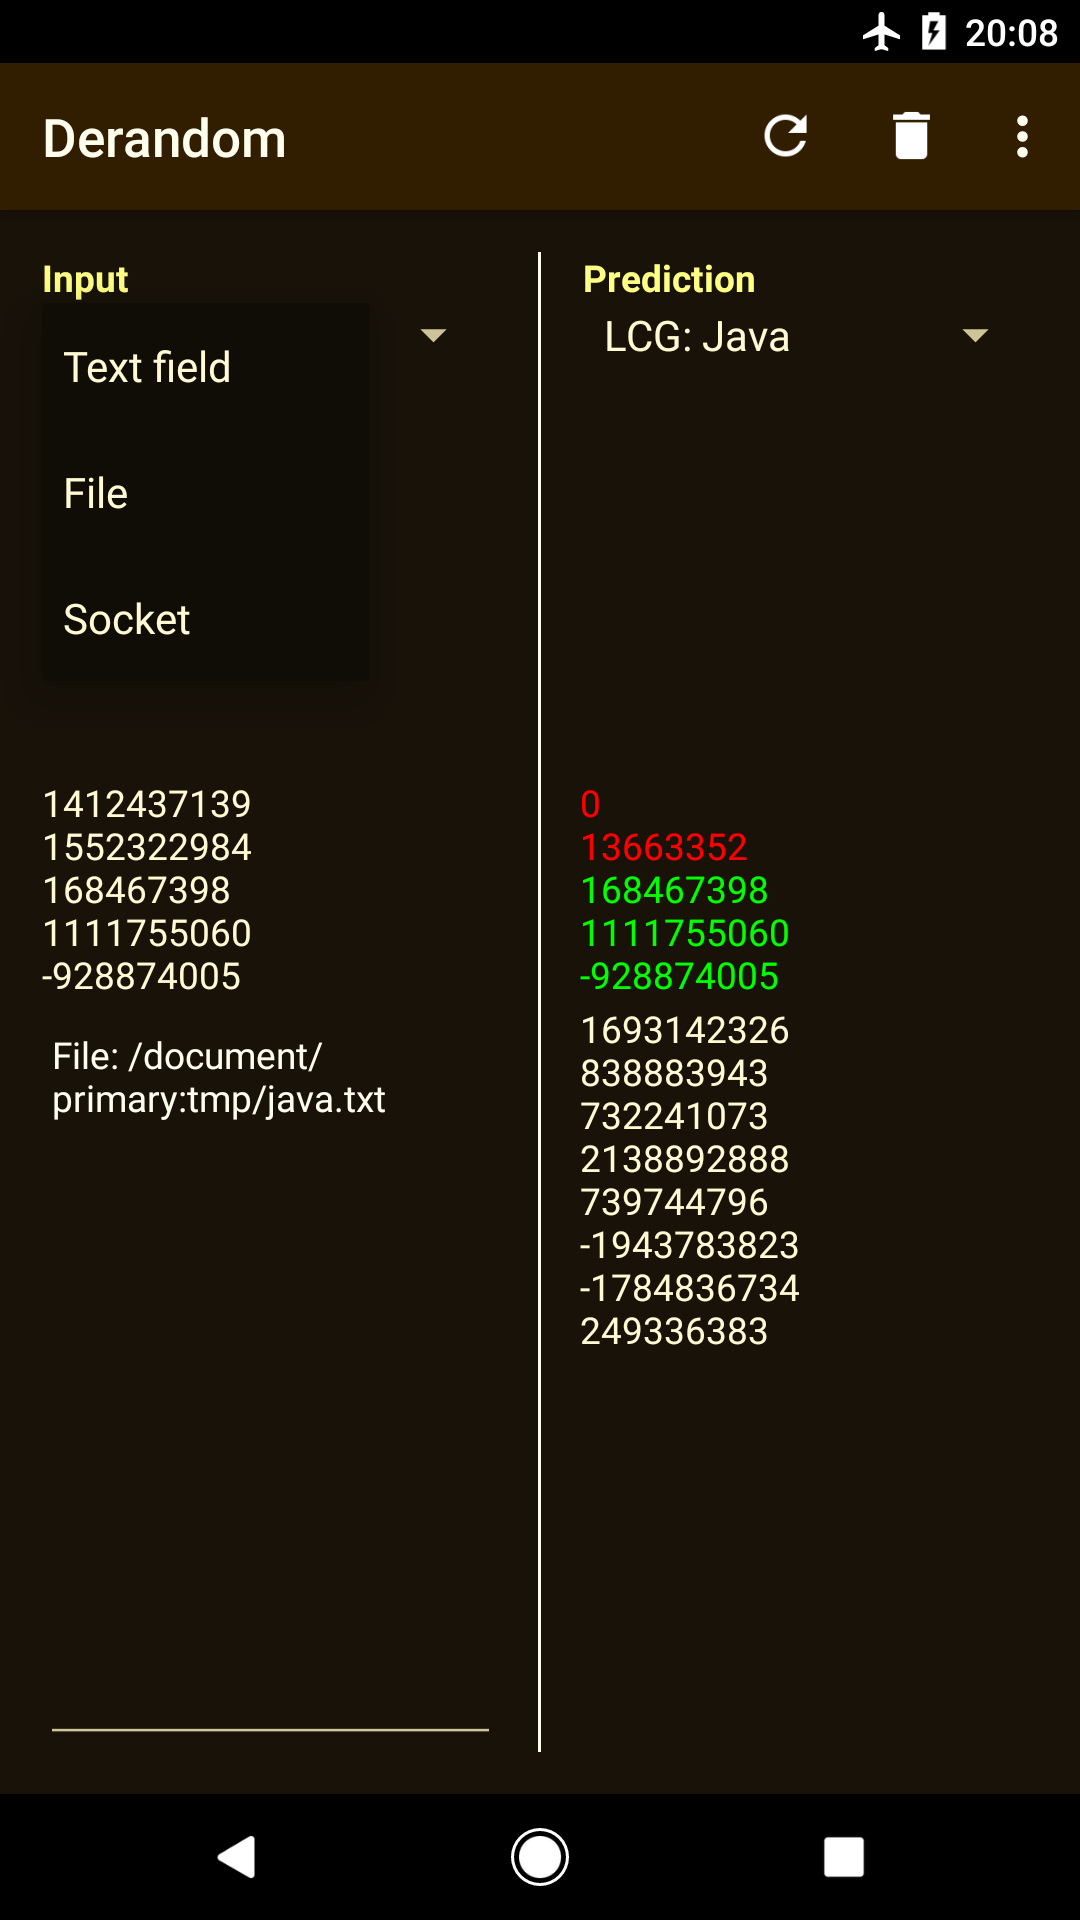 20:08
Derandom
Input
Text field
File
Socket
1412437139
1552322984
168467398
1111755060
-928874005
File: /document/
primary:tmp/java.txt
Prediction
LCG: Java
0
13663352
168467398
1111755060
-928874005
1693142326
838883943
732241073
2138892888
739744796
-1943783823
-1784836734
249336383